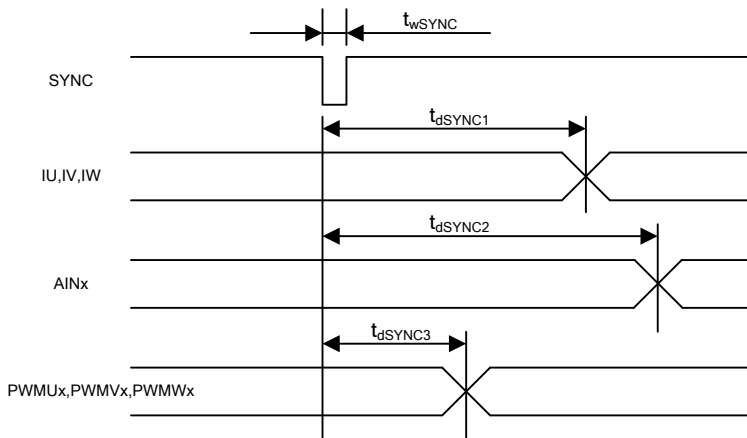 twSYNC
SYNC
tdSYNC1
IU,IV,IW
tdSYNC2
AINx
tdSYNC3
PWMUx,PWMVx,PWMWx